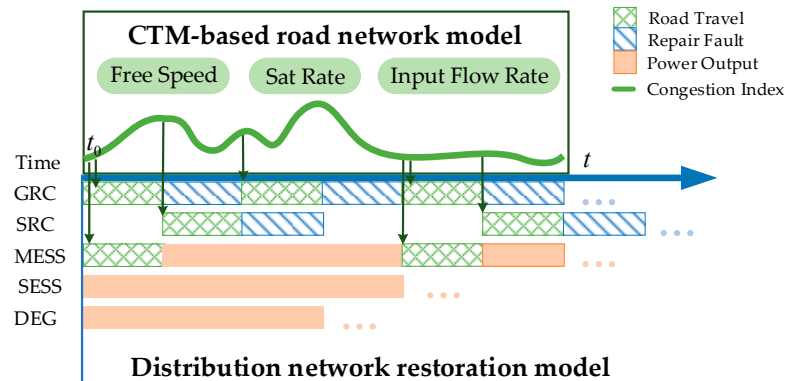 CTM-based road network model
Free Speed
Sat Rate
Input Flow Rate
Road Travel
Repair Fault
Power Output
Congestion Index
t0
t
Time
GRC
SRC
MESS
SESS
DEG
Distribution network restoration model